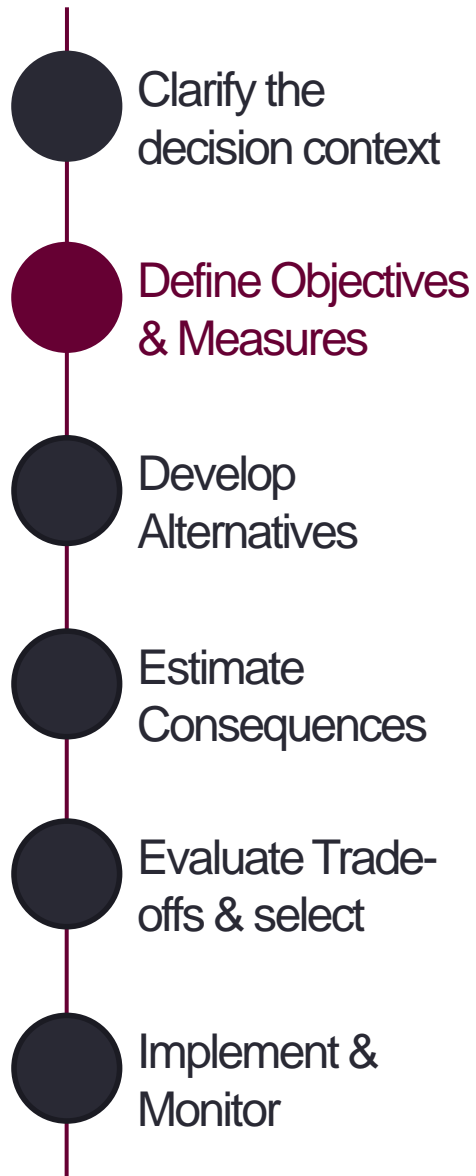 Clarify the
decision context
Define Objectives
& Measures
Develop
Alternatives
Estimate
Consequences
Evaluate Trade-
offs & select
Implement &
Monitor